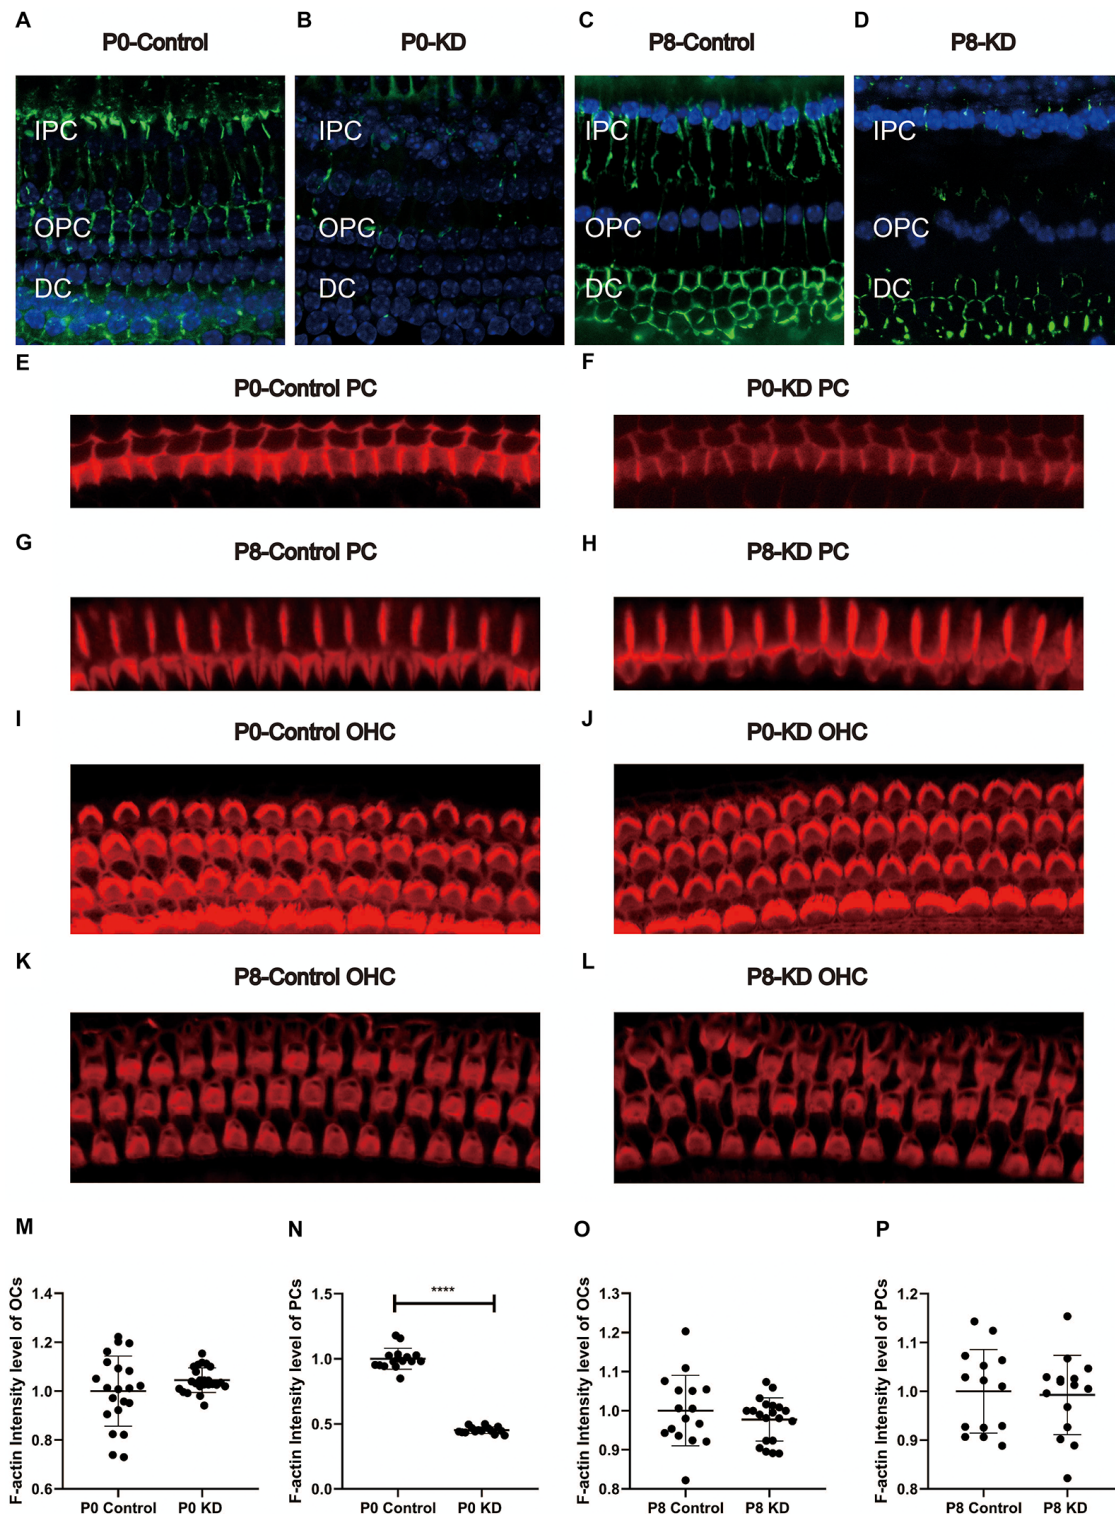 A B C D
P0-Control P0-KD P8-Control P8-KD
IPC IPC IPC IPC
OPC OPC OPC OPC
DC DC DC DC
E F
P0-Control PC P0-KD PC
G H
P8-Control PC P8-KD PC
I J
P0-Control OHC P0-KD OHC
K L
P8-Control OHC P8-KD OHC
M N O P
F-actin Intensity level of OCs
1.4
1.2
1.0
0.8
0.6
P0 Control P0 KD
F-actin Intensity level of PCs
1.5
1.0
0.5
0.0
****
P0 Control P0 KD
F-actin Intensity level of OCs
1.3
1.2
1.1
1.0
0.9
0.8
P8 Control P8 KD
F-actin Intensity level of PCs
1.2
1.1
1.0
0.9
0.8
P8 Control P8 KD